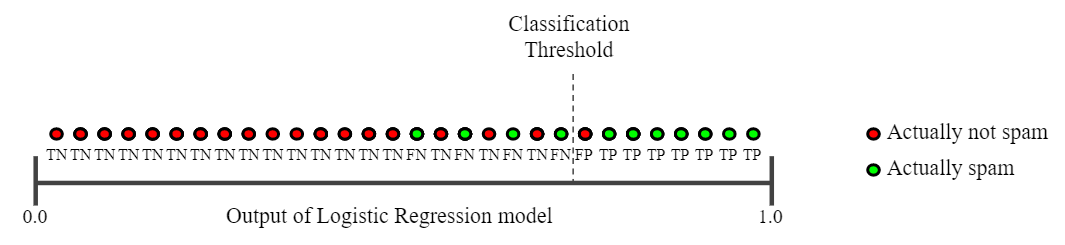 Classification
Threshold
TN TN TN TN TN TN TN TN TN TN TN TN TN TN TN FN TN FN TN FN TN FN FP TP TP TP TP TP TP TP
Actually not spam
Actually spam
0.0
Output of Logistic Regression model
1.0